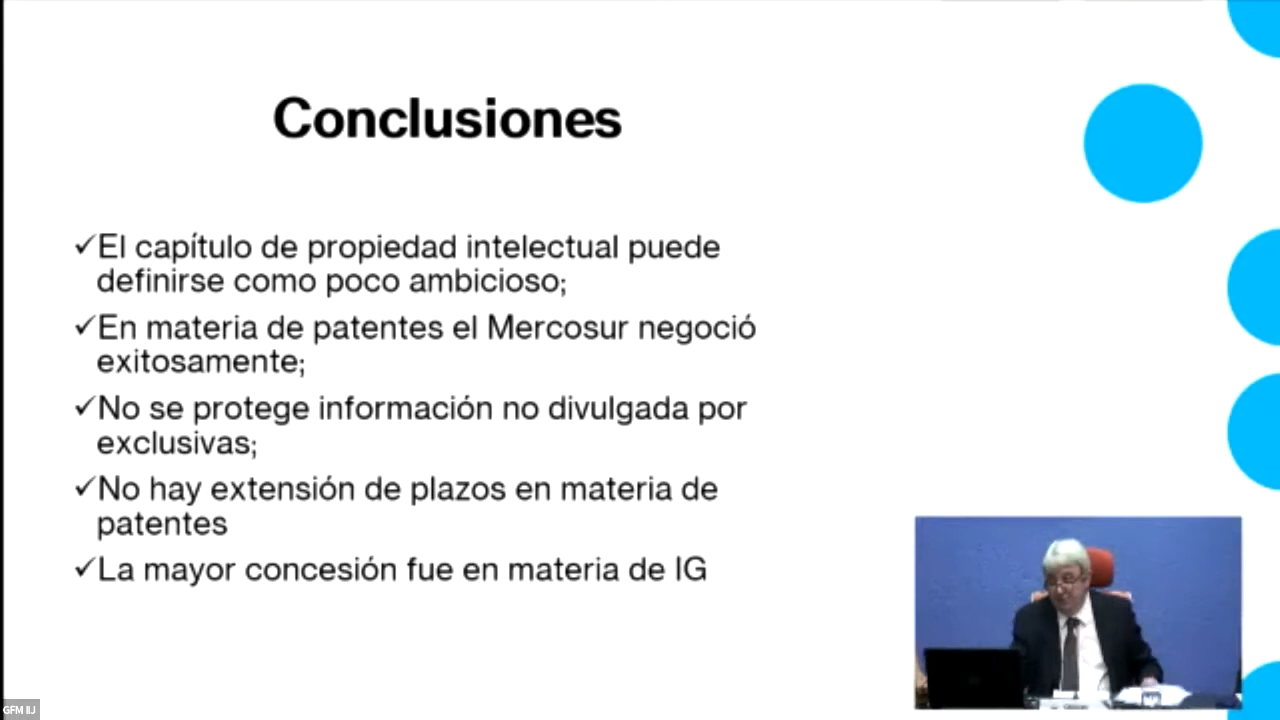 Conclusiones
✓El capítulo de propiedad intelectual puede
definirse como poco ambicioso;
✓En materia de patentes el Mercosur negoció
exitosamente;
✓No se protege información no divulgada por
exclusivas;
✓No hay extensión de plazos en materia de
patentes
✓La mayor concesión fue en materia de IG
GFM IIJ